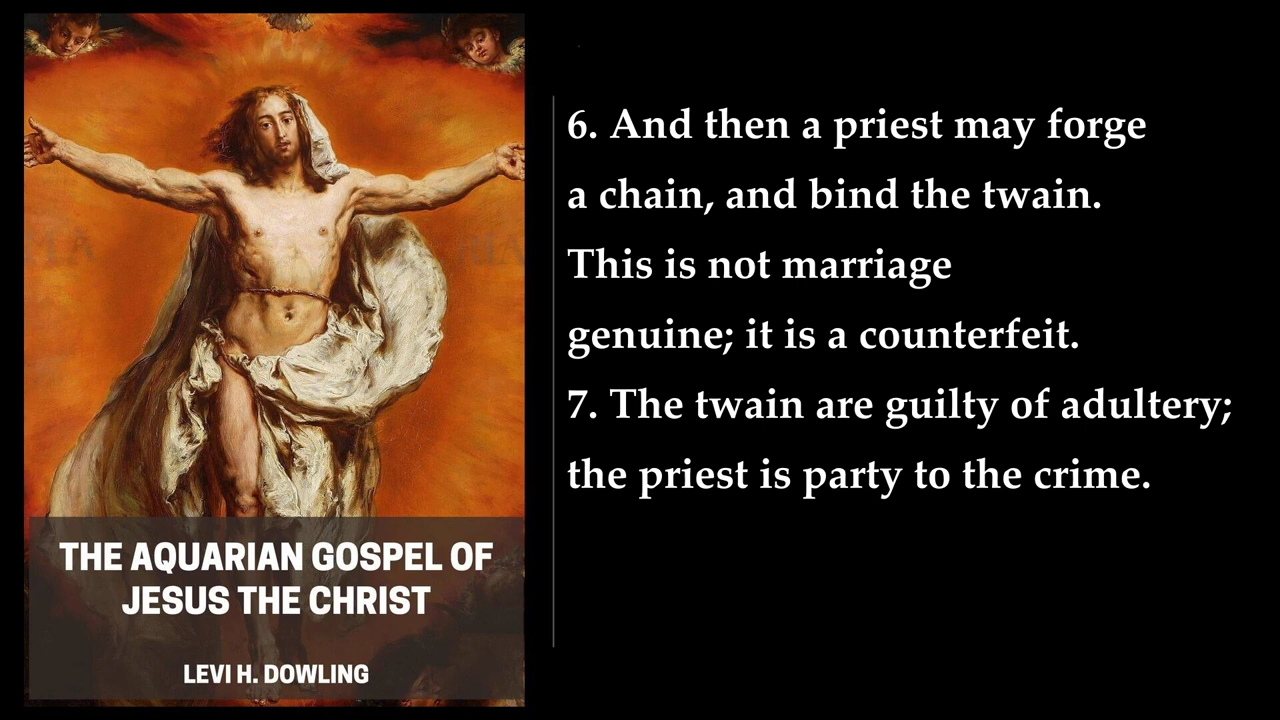 THE AQUARIAN GOSPEL OF
JESUS THE CHRIST
LEVI H. DOWLING
6. And then a priest may forge
a chain, and bind the twain.
This is not marriage
genuine; it is a counterfeit.
7. The twain are guilty of adultery;
the priest is party to the crime.